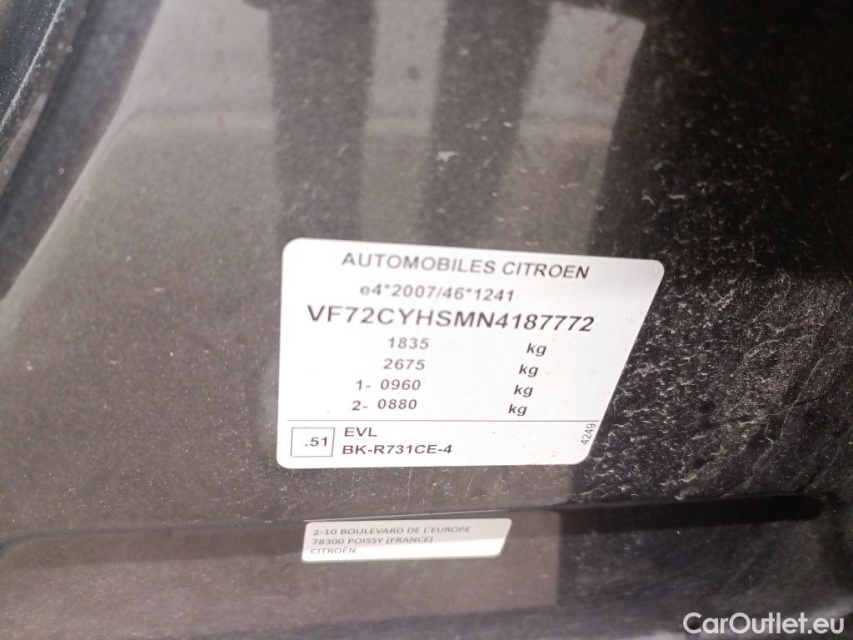 AUTOMOBILES CITROEN
e4*2007/46*1241
VF72CYHSMN4187772
1835 kg
2675 kg
1- 0960 kg
2- 0880 kg
.51 EVL
BK-R731CE-4
4249
2-10 BOULEVARD DE L'EUROPE
78300 POISSY (FRANCE)
CITROËN
CarOutlet.eu